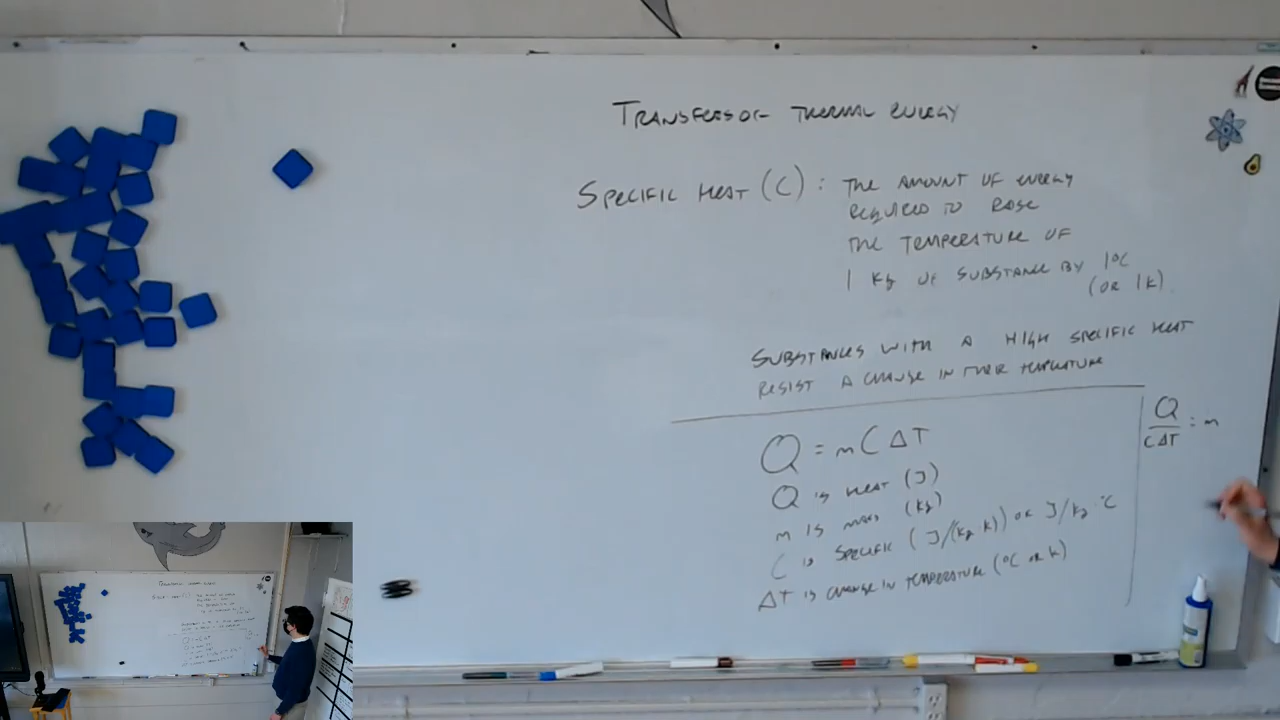 TRANSFERS OF THERMAL ENERGY
SPECIFIC HEAT (C): THE AMOUNT OF ENERGY
REQUIRED TO RAISE
THE TEMPERATURE OF
1 Kg OF SUBSTANCE BY 1°C
(OR 1K)
SUBSTANCES WITH A HIGH SPECIFIC HEAT
RESIST A CHANGE IN THEIR TEMPERATURE
Q = mCΔT
Q IS HEAT (J)
m IS MASS (Kg)
C IS SPECIFIC (J/(Kg·K)) OR J/Kg·°C
ΔT IS CHANGE IN TEMPERATURE (°C OR K)
Q
CΔT = m